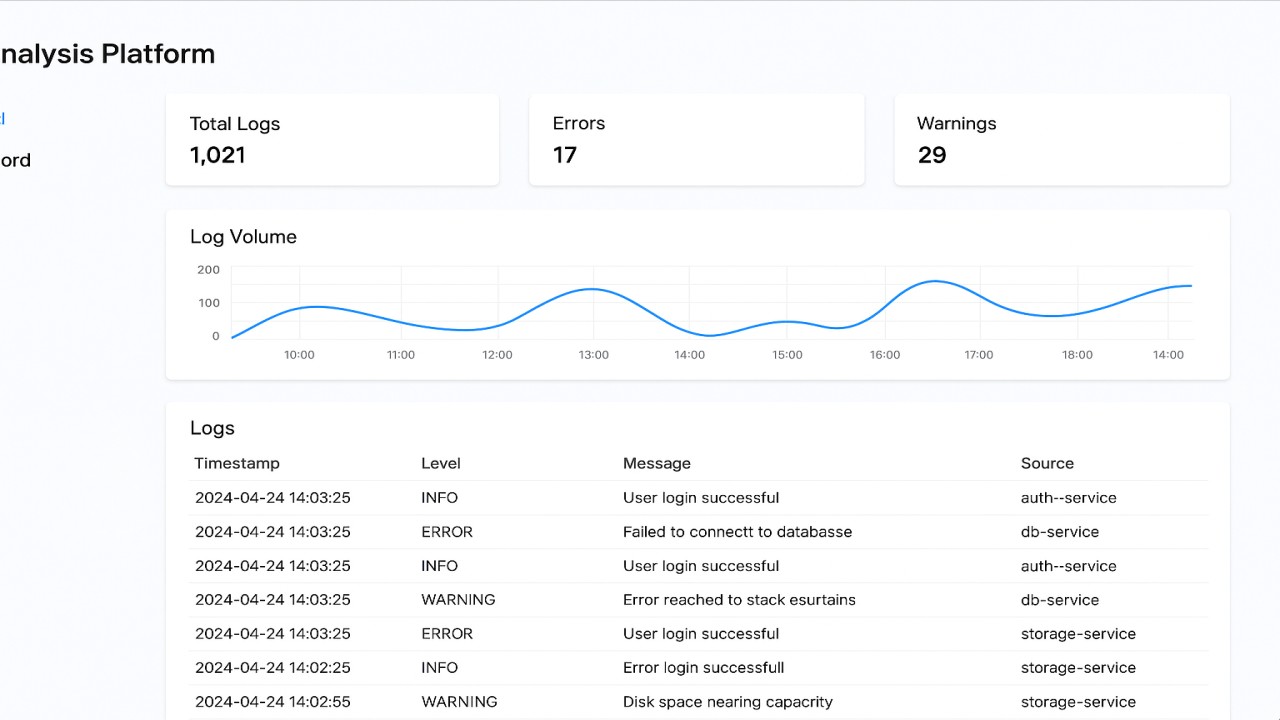 nalysis Platform
ord
Total Logs
1,021
Errors
17
Warnings
29
Log Volume
200
100
0
10:00 11:00 12:00 13:00 14:00 15:00 16:00 17:00 18:00 14:00
Logs
Timestamp Level Message Source
2024-04-24 14:03:25 INFO User login successful auth--service
2024-04-24 14:03:25 ERROR Failed to connectt to databasse db-service
2024-04-24 14:03:25 INFO User login successful auth--service
2024-04-24 14:03:25 WARNING Error reached to stack esurtains db-service
2024-04-24 14:03:25 ERROR User login successful storage-service
2024-04-24 14:02:25 INFO Error login successfull storage-service
2024-04-24 14:02:55 WARNING Disk space nearing capacrity storage-service